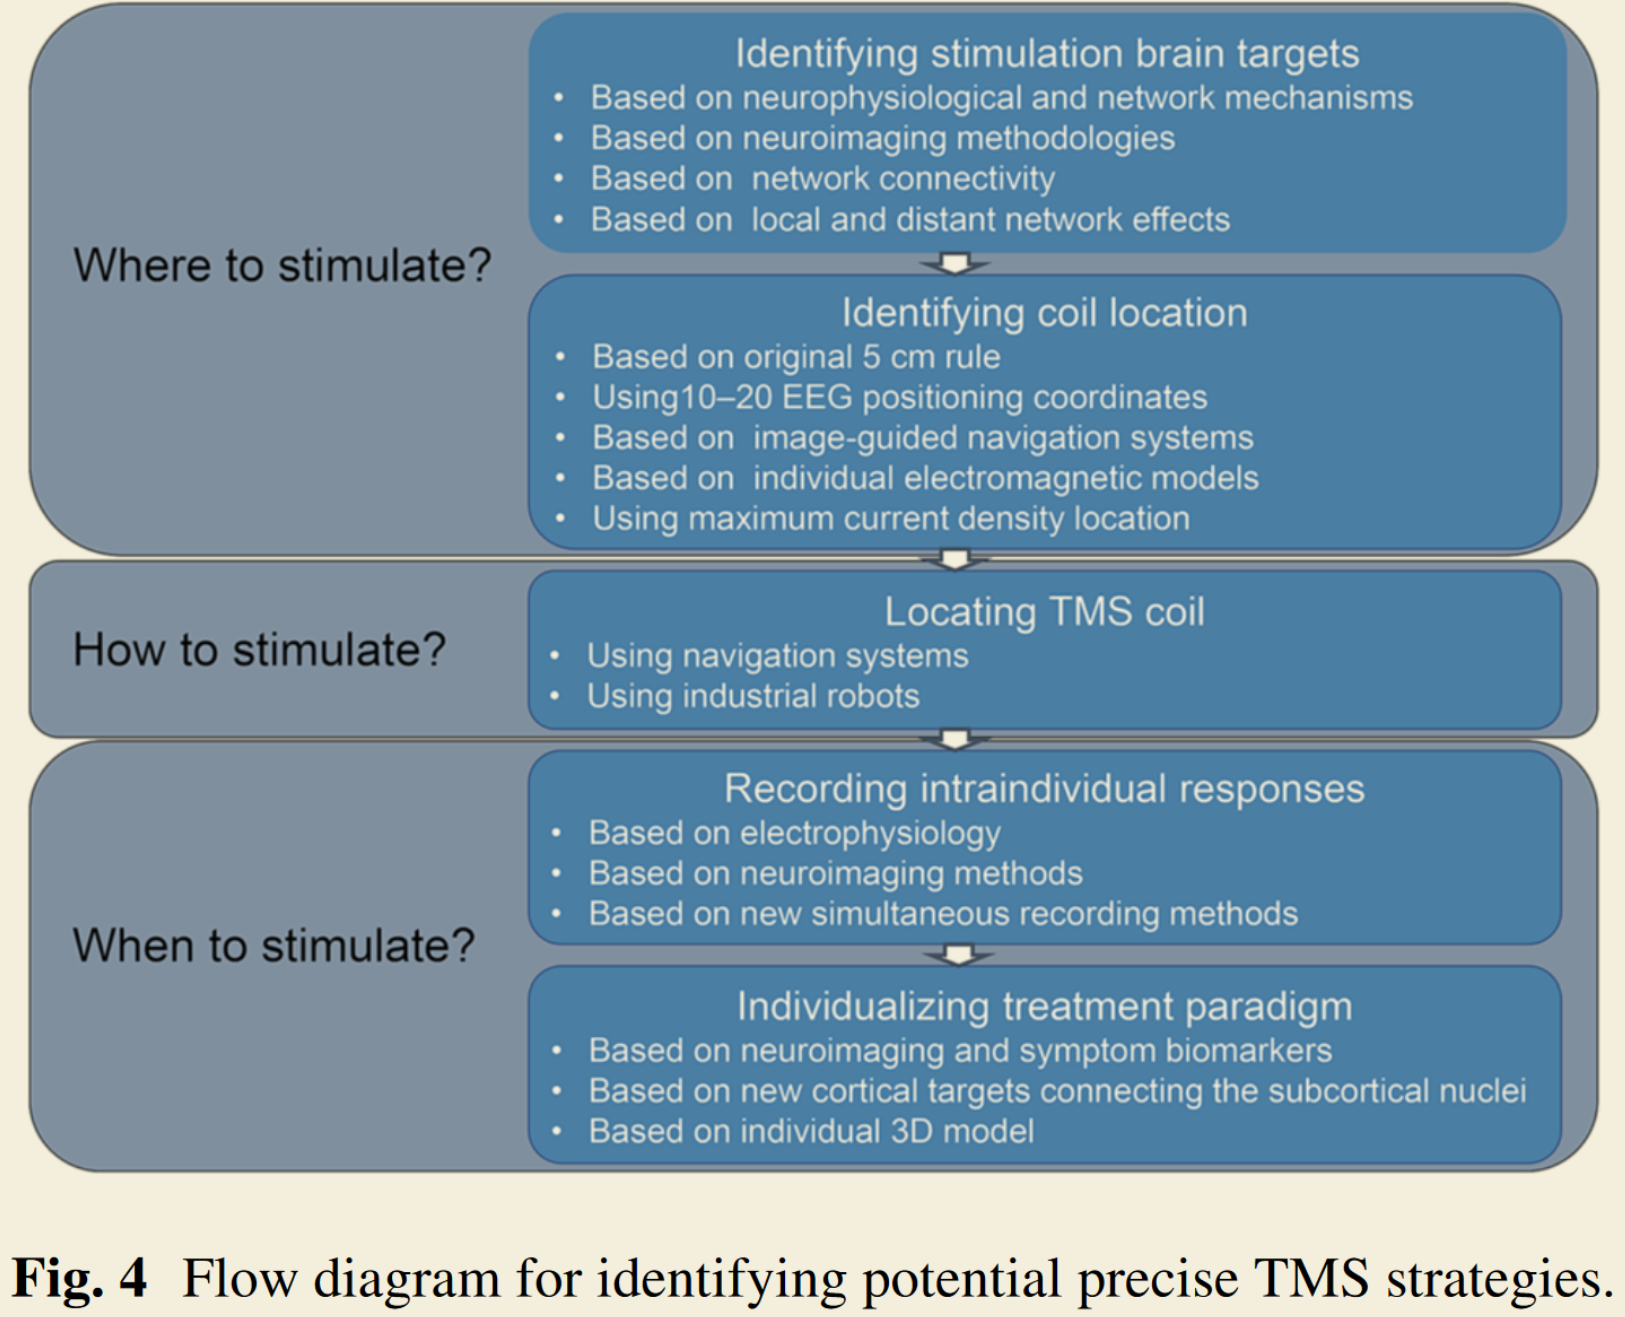 Where to stimulate?
Identifying stimulation brain targets
• Based on neurophysiological and network mechanisms
• Based on neuroimaging methodologies
• Based on  network connectivity
• Based on  local and distant network effects
Identifying coil location
• Based on original 5 cm rule
• Using10–20 EEG positioning coordinates
• Based on  image-guided navigation systems
• Based on  individual electromagnetic models
• Using maximum current density location
How to stimulate?
Locating TMS coil
• Using navigation systems
• Using industrial robots
When to stimulate?
Recording intraindividual responses
• Based on electrophysiology
• Based on neuroimaging methods
• Based on new simultaneous recording methods
Individualizing treatment paradigm
• Based on neuroimaging and symptom biomarkers
• Based on new cortical targets connecting the subcortical nuclei
• Based on individual 3D model
Fig. 4 Flow diagram for identifying potential precise TMS strategies.